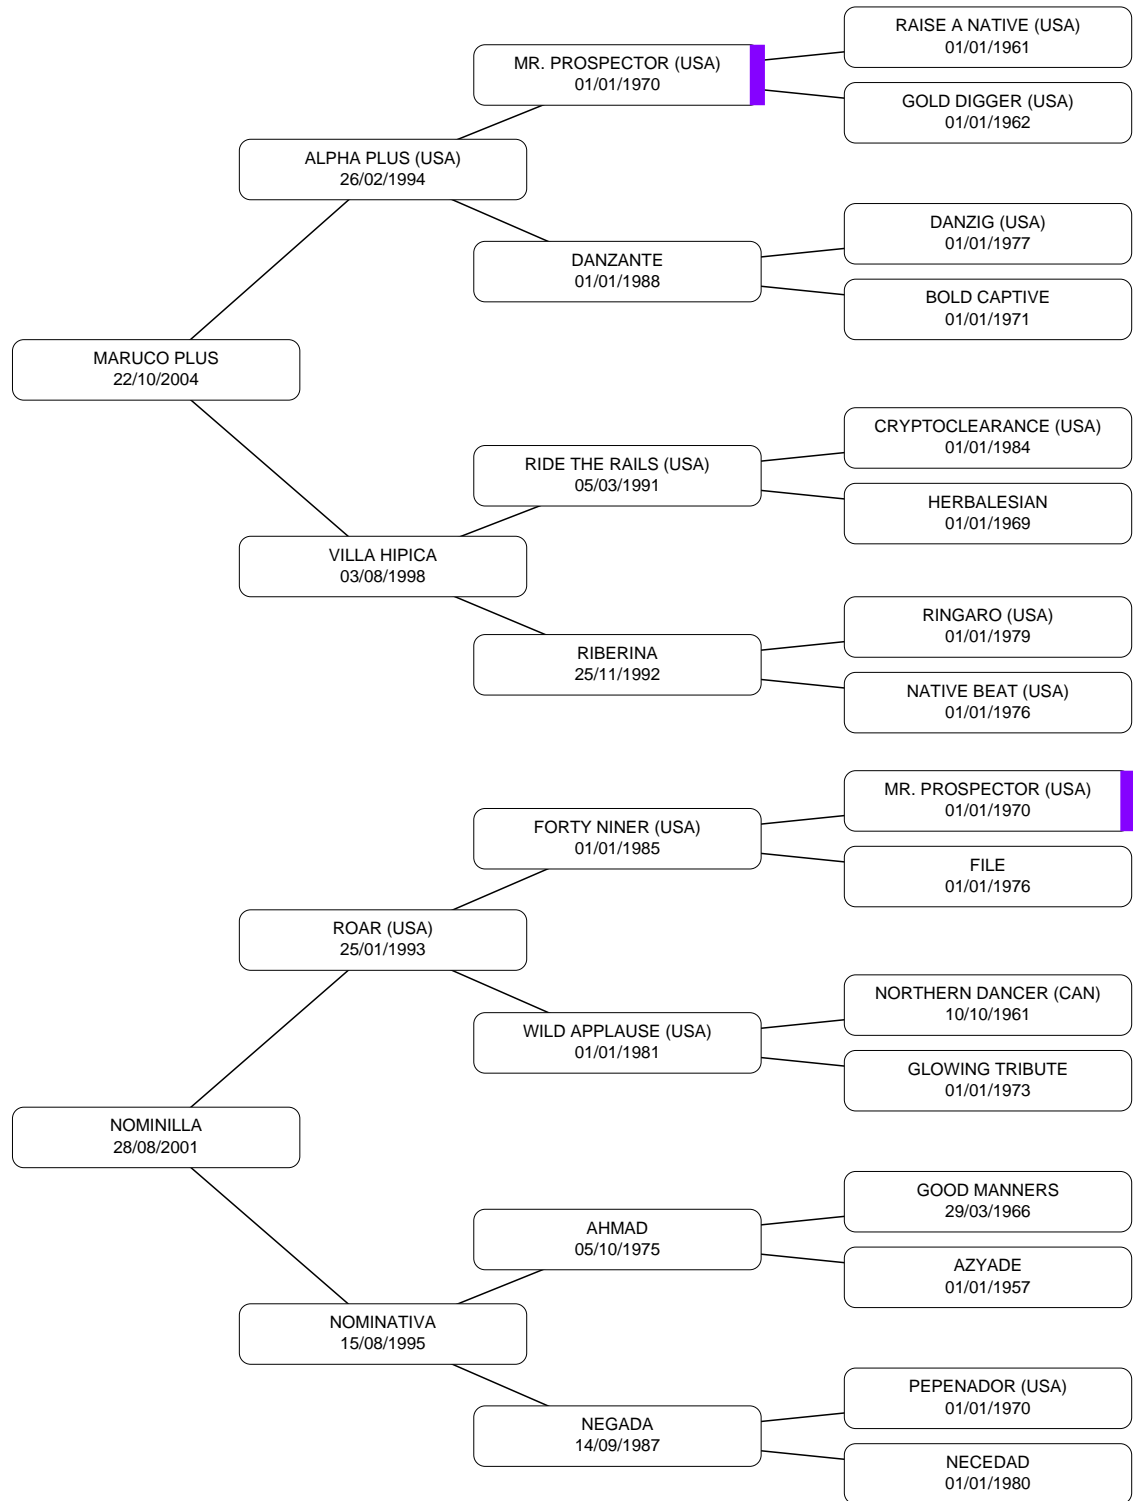 RAISE A NATIVE (USA)
01/01/1961
MR. PROSPECTOR (USA)
01/01/1970
GOLD DIGGER (USA)
01/01/1962
ALPHA PLUS (USA)
26/02/1994
DANZIG (USA)
01/01/1977
DANZANTE
01/01/1988
BOLD CAPTIVE
01/01/1971
MARUCO PLUS
22/10/2004
CRYPTOCLEARANCE (USA)
01/01/1984
RIDE THE RAILS (USA)
05/03/1991
HERBALESIAN
01/01/1969
VILLA HIPICA
03/08/1998
RINGARO (USA)
01/01/1979
RIBERINA
25/11/1992
NATIVE BEAT (USA)
01/01/1976
MR. PROSPECTOR (USA)
01/01/1970
FORTY NINER (USA)
01/01/1985
FILE
01/01/1976
ROAR (USA)
25/01/1993
NORTHERN DANCER (CAN)
10/10/1961
WILD APPLAUSE (USA)
01/01/1981
GLOWING TRIBUTE
01/01/1973
NOMINILLA
28/08/2001
GOOD MANNERS
29/03/1966
AHMAD
05/10/1975
AZYADE
01/01/1957
NOMINATIVA
15/08/1995
PEPENADOR (USA)
01/01/1970
NEGADA
14/09/1987
NECEDAD
01/01/1980